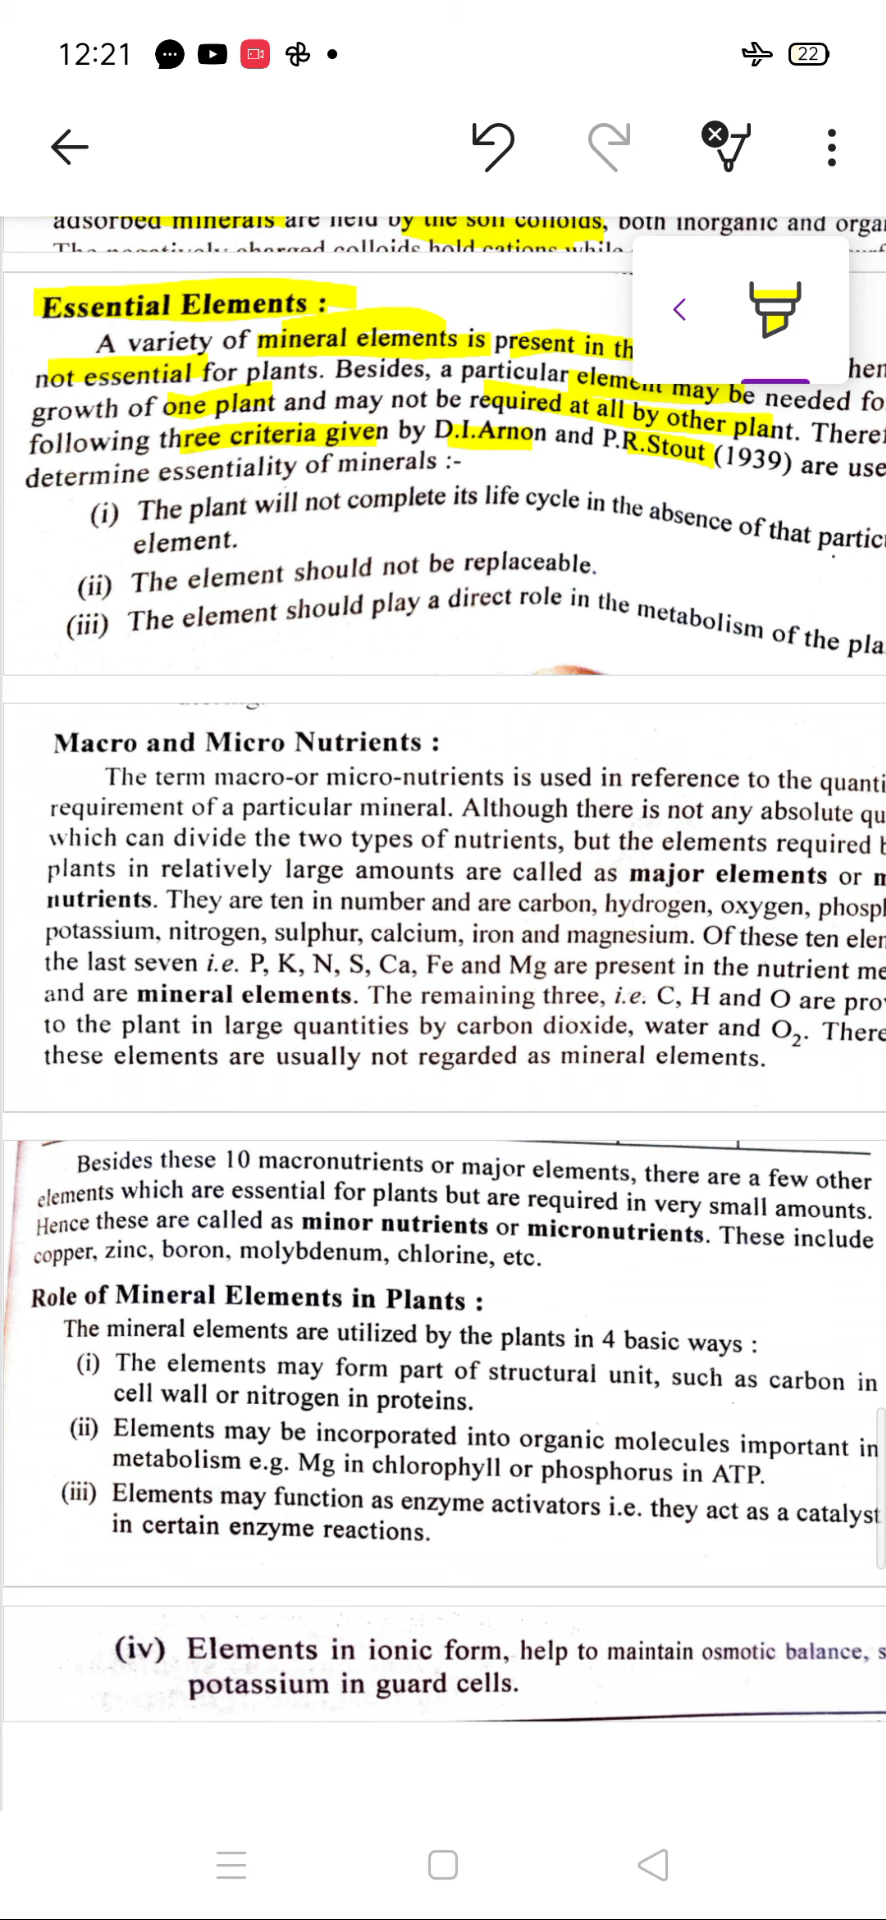 12:21
22
adsorbed minerals are held by the soil colloids, both inorganic and orga
The negatively charged colloids hold cations while
Essential Elements :
A variety of mineral elements is present in th
not essential for plants. Besides, a particular element may be needed fo
growth of one plant and may not be required at all by other plant. Theref
following three criteria given by D.I.Arnon and P.R.Stout (1939) are use
determine essentiality of minerals :-
(i) The plant will not complete its life cycle in the absence of that partic
element.
(ii) The element should not be replaceable.
(iii) The element should play a direct role in the metabolism of the pla
Macro and Micro Nutrients :
The term macro-or micro-nutrients is used in reference to the quanti
requirement of a particular mineral. Although there is not any absolute qu
which can divide the two types of nutrients, but the elements required b
plants in relatively large amounts are called as major elements or m
nutrients. They are ten in number and are carbon, hydrogen, oxygen, phosph
potassium, nitrogen, sulphur, calcium, iron and magnesium. Of these ten elem
the last seven i.e. P, K, N, S, Ca, Fe and Mg are present in the nutrient me
and are mineral elements. The remaining three, i.e. C, H and O are pro
to the plant in large quantities by carbon dioxide, water and O₂. There
these elements are usually not regarded as mineral elements.
Besides these 10 macronutrients or major elements, there are a few other
elements which are essential for plants but are required in very small amounts.
Hence these are called as minor nutrients or micronutrients. These include
copper, zinc, boron, molybdenum, chlorine, etc.
Role of Mineral Elements in Plants :
The mineral elements are utilized by the plants in 4 basic ways :
(i) The elements may form part of structural unit, such as carbon in
cell wall or nitrogen in proteins.
(ii) Elements may be incorporated into organic molecules important in
metabolism e.g. Mg in chlorophyll or phosphorus in ATP.
(iii) Elements may function as enzyme activators i.e. they act as a catalyst
in certain enzyme reactions.
(iv) Elements in ionic form, help to maintain osmotic balance, s
potassium in guard cells.